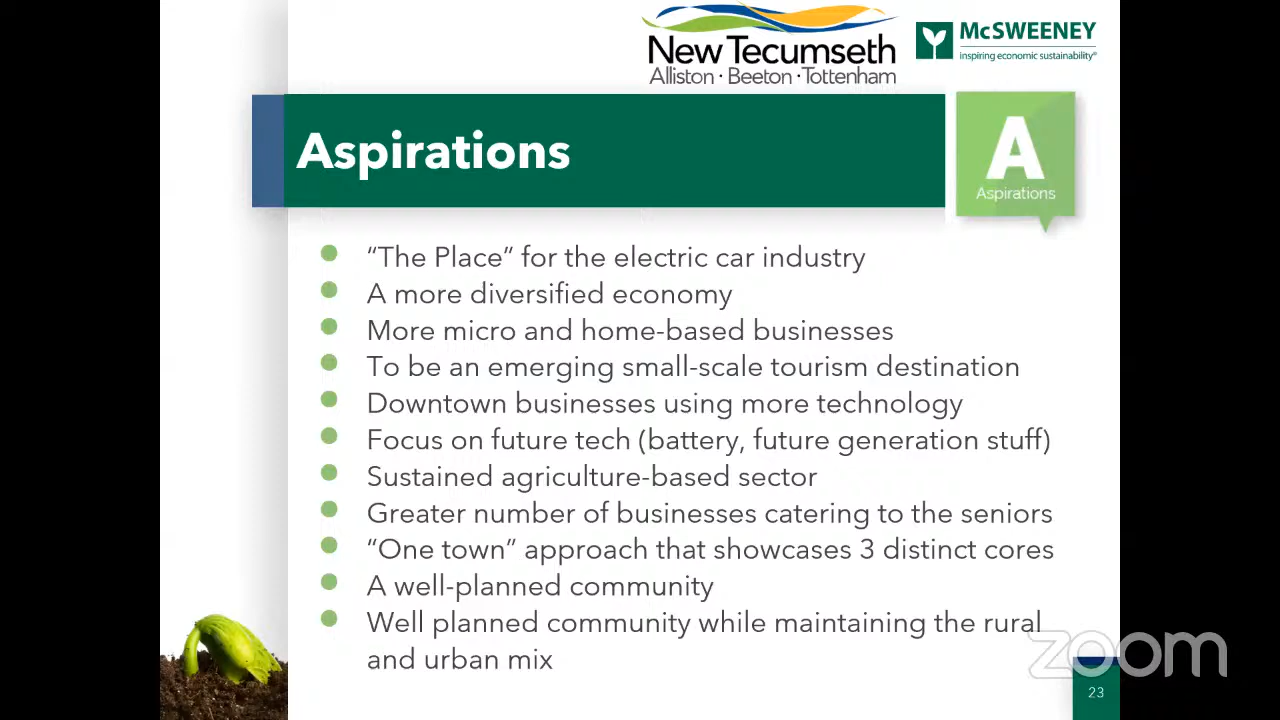 New Tecumseth
Alliston · Beeton · Tottenham
McSWEENEY
inspiring economic sustainability®
Aspirations
A
Aspirations
“The Place” for the electric car industry
A more diversified economy
More micro and home-based businesses
To be an emerging small-scale tourism destination
Downtown businesses using more technology
Focus on future tech (battery, future generation stuff)
Sustained agriculture-based sector
Greater number of businesses catering to the seniors
“One town” approach that showcases 3 distinct cores
A well-planned community
Well planned community while maintaining the rural
and urban mix
zoom
23